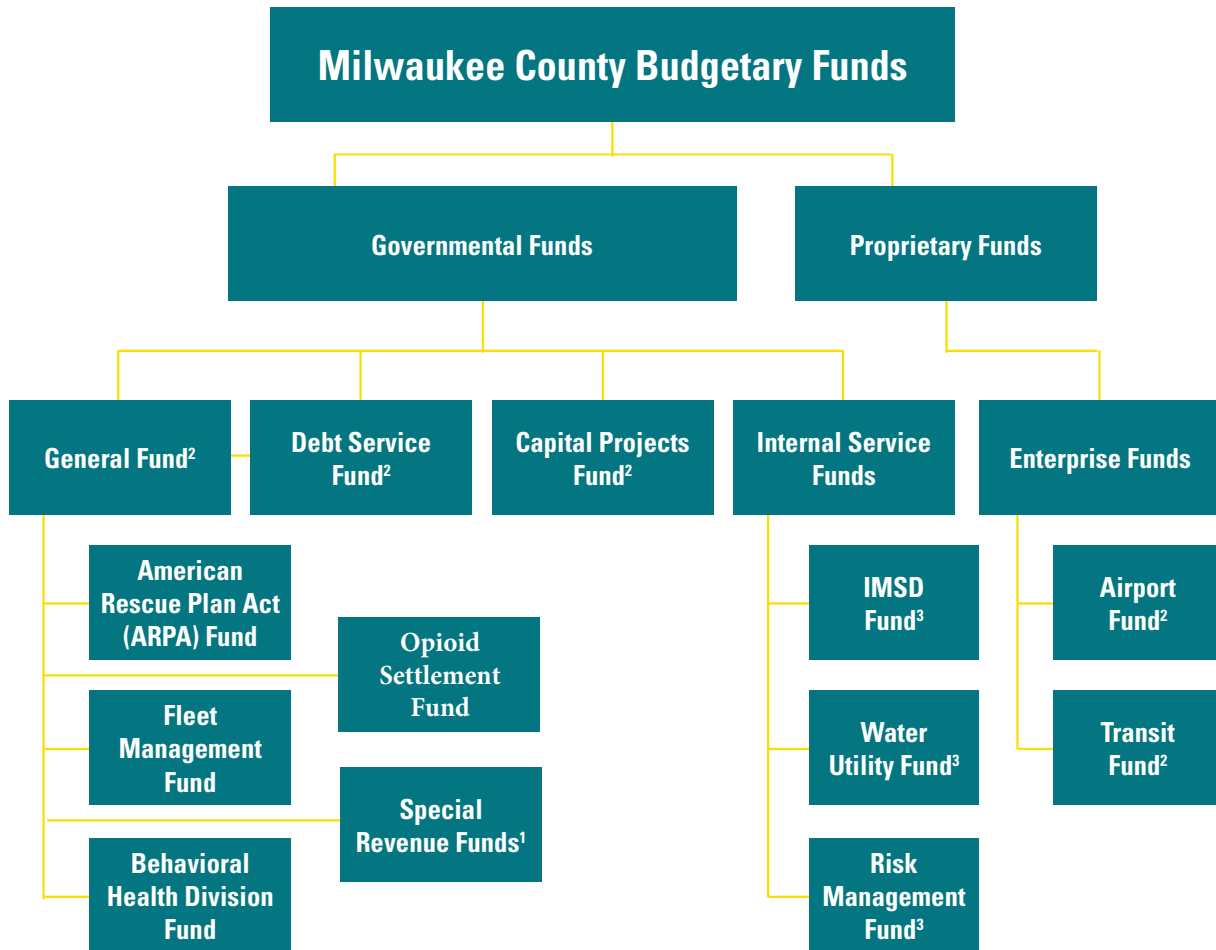 Milwaukee County Budgetary Funds
Governmental Funds
Proprietary Funds
General Fund²
Debt Service
Fund²
Capital Projects
Fund²
Internal Service
Funds
Enterprise Funds
American
Rescue Plan Act
(ARPA) Fund
Opioid
Settlement
Fund
Fleet
Management
Fund
Special
Revenue Funds¹
Behavioral
Health Division
Fund
IMSD
Fund³
Water
Utility Fund³
Risk
Management
Fund³
Airport
Fund²
Transit
Fund²